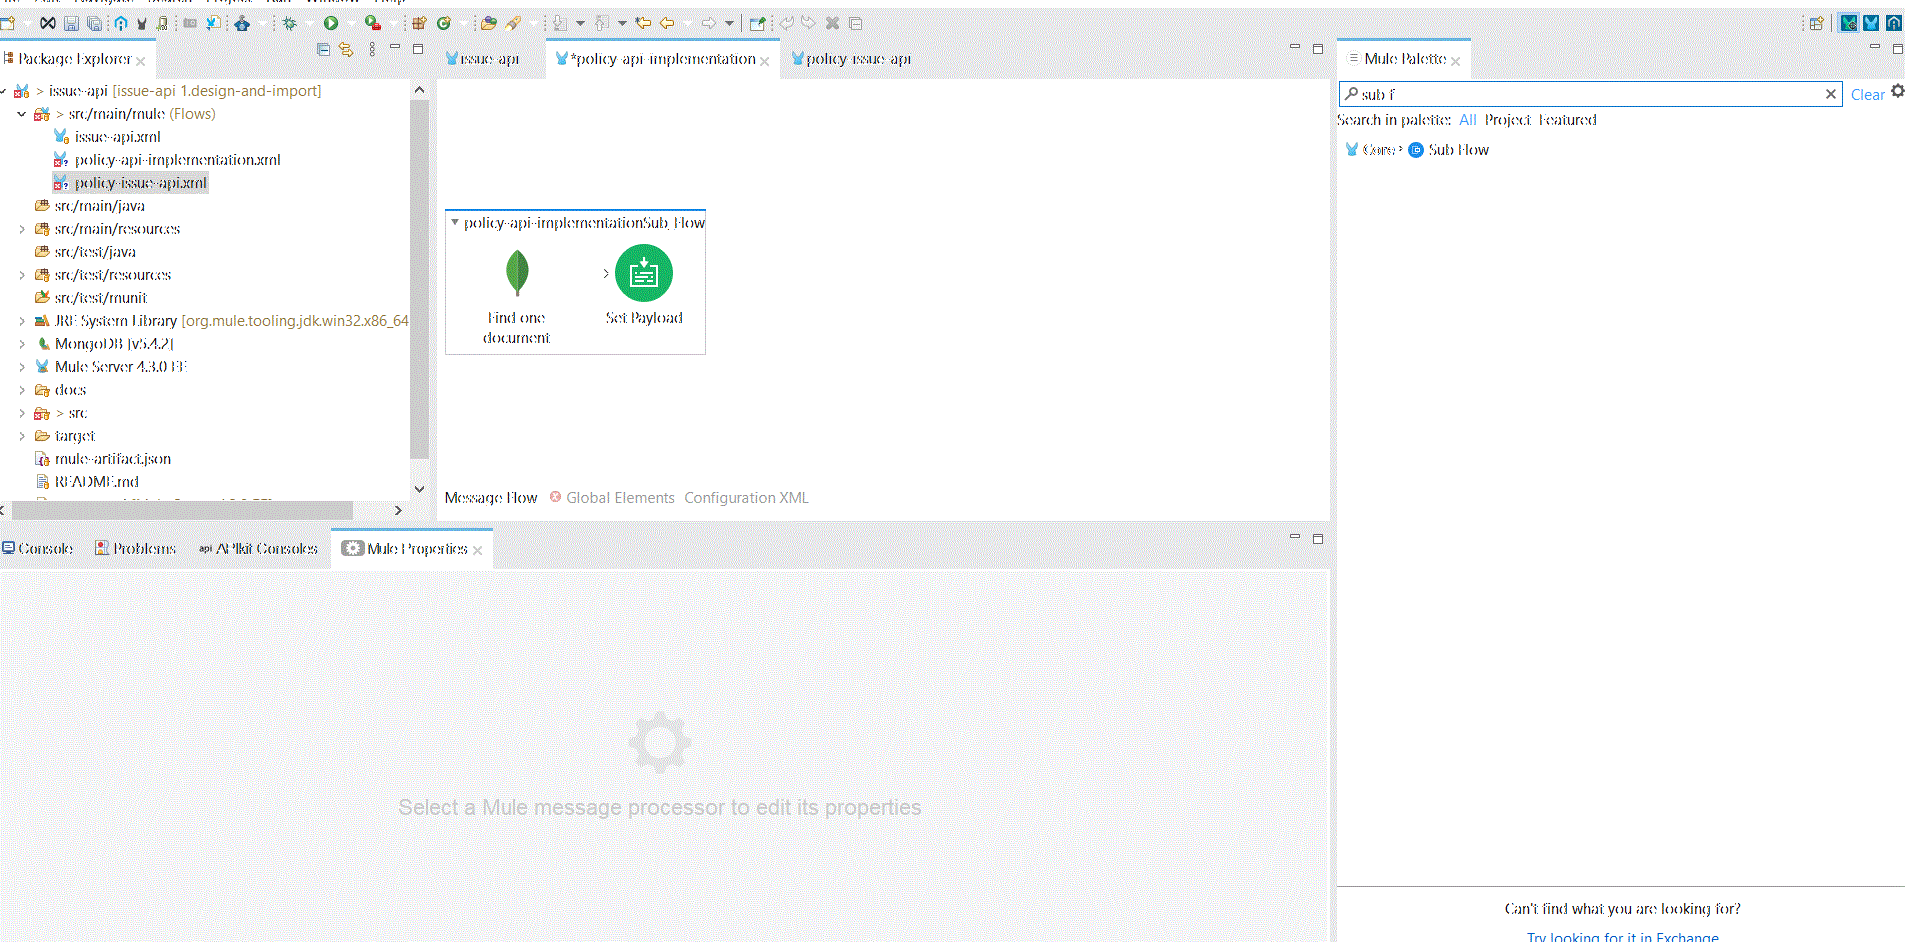 Package Explorer
issue-api [issue-api 1.design-and-import]
src/main/mule (Flows)
issue-api.xml
policy-api-implementation.xml
policy-issue-api.xml
src/main/java
src/main/resources
src/test/java
src/test/resources
src/test/munit
JRE System Library [org.mule.tooling.jdk.win32.x86_64
MongoDB [v5.4.2]
Mule Server 4.3.0 EE
docs
> src
target
mule-artifact.json
README.md
issue-api
*policy-api-implementation
policy-issue-api
policy-api-implementationSub_Flow
Find one
document
Set Payload
Message Flow Global Elements Configuration XML
Mule Palette
sub f
Clear
Search in palette: All Project Featured
Core > Sub Flow
Can't find what you are looking for?
Try looking for it in Exchange
Console Problems api APIkit Consoles Mule Properties
Select a Mule message processor to edit its properties